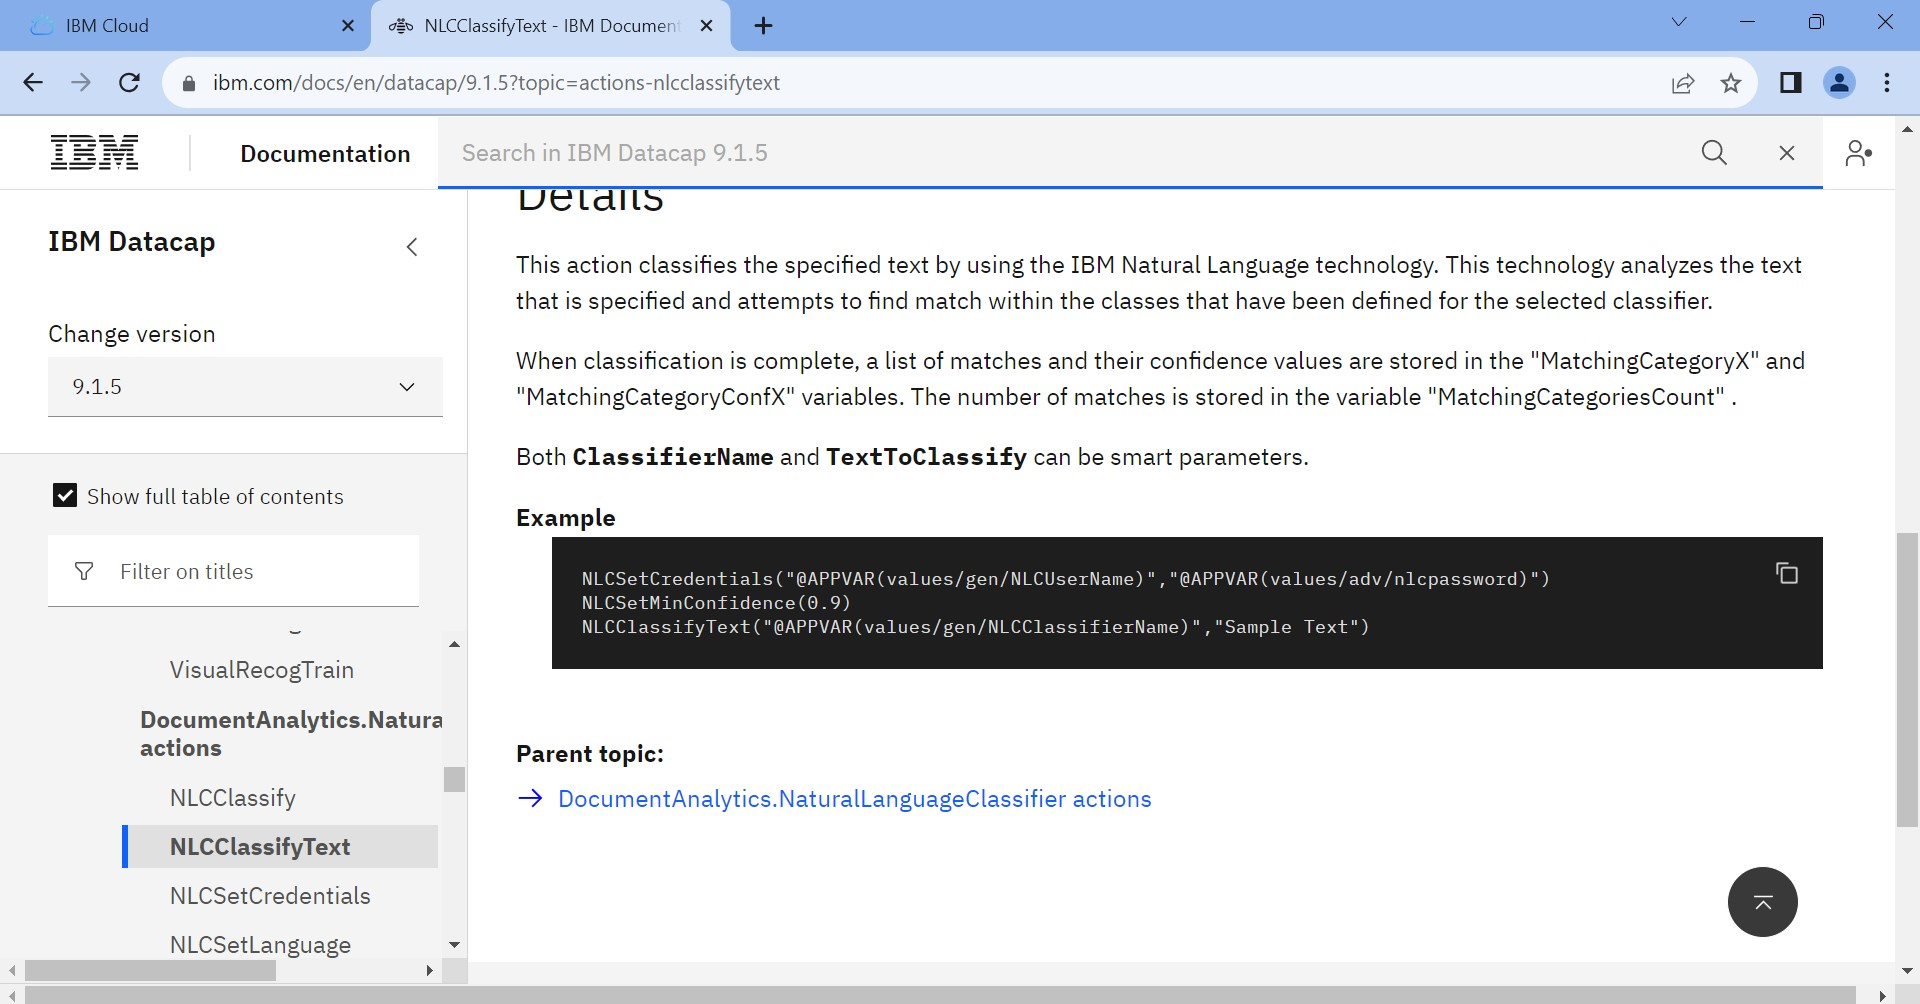 IBM Cloud
NLCClassifyText - IBM Document
ibm.com/docs/en/datacap/9.1.5?topic=actions-nlcclassifytext
IBM
Documentation
Search in IBM Datacap 9.1.5
IBM Datacap
Change version
9.1.5
Show full table of contents
Filter on titles
VisualRecogTrain
DocumentAnalytics.Natura
actions
NLCClassify
NLCClassifyText
NLCSetCredentials
NLCSetLanguage
Details
This action classifies the specified text by using the IBM Natural Language technology. This technology analyzes the text
that is specified and attempts to find match within the classes that have been defined for the selected classifier.
When classification is complete, a list of matches and their confidence values are stored in the "MatchingCategoryX" and
"MatchingCategoryConfX" variables. The number of matches is stored in the variable "MatchingCategoriesCount" .
Both ClassifierName and TextToClassify can be smart parameters.
Example
NLCSetCredentials("@APPVAR(values/gen/NLCUserName)","@APPVAR(values/adv/nlcpassword)")
NLCSetMinConfidence(0.9)
NLCClassifyText("@APPVAR(values/gen/NLCClassifierName)","Sample Text")
Parent topic:
DocumentAnalytics.NaturalLanguageClassifier actions